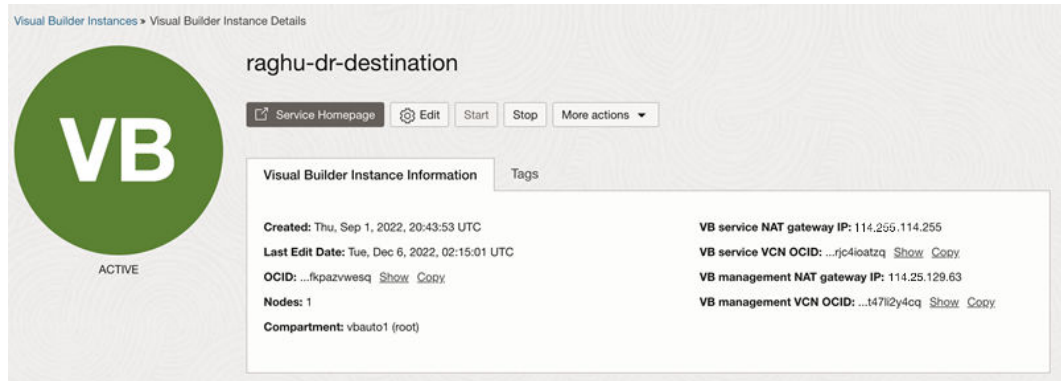 Visual Builder Instances » Visual Builder Instance Details
VB
ACTIVE
raghu-dr-destination
Service Homepage Edit Start Stop More actions
Visual Builder Instance Information Tags
Created: Thu, Sep 1, 2022, 20:43:53 UTC
Last Edit Date: Tue, Dec 6, 2022, 02:15:01 UTC
OCID: ...fkpazvwesq Show Copy
Nodes: 1
Compartment: vbauto1 (root)
VB service NAT gateway IP: 114.255.114.255
VB service VCN OCID: ...rjc4ioatzq Show Copy
VB management NAT gateway IP: 114.25.129.63
VB management VCN OCID: ...t47li2y4cq Show Copy